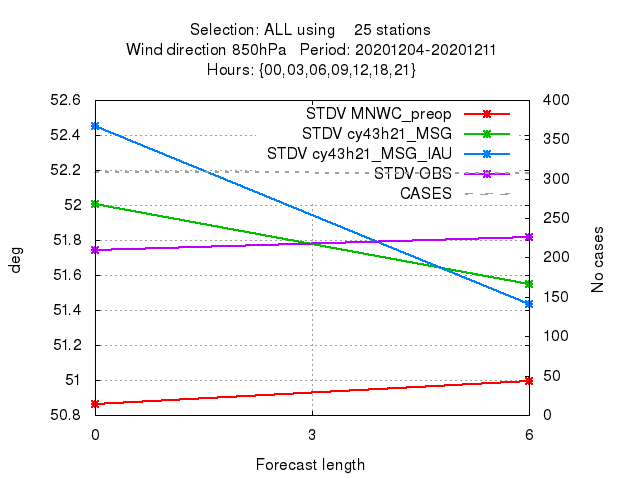 Selection: ALL using 25 stations
Wind direction 850hPa Period: 20201204-20201211
Hours: {00,03,06,09,12,18,21}
52.6
52.4
52.2
52
51.8
51.6
51.4
51.2
51
50.8
400
350
300
250
200
150
100
50
0
STDV MNWC_preop
STDV cy43h21_MSG
STDV cy43h21_MSG_IAU
STDV OBS
CASES
deg
No cases
0 3 6
Forecast length